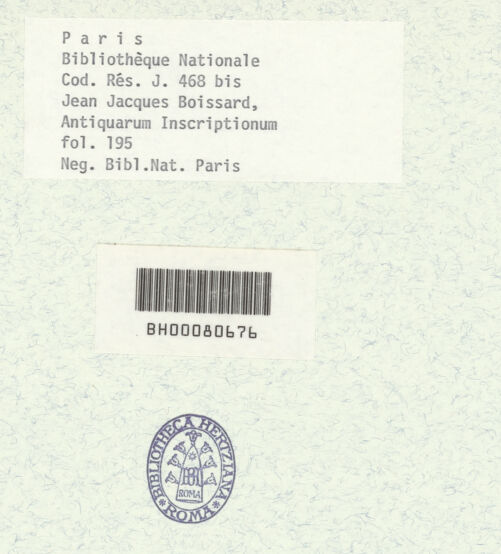 P a r i s
Bibliothèque Nationale
Cod. Rés. J. 468 bis
Jean Jacques Boissard,
Antiquarum Inscriptionum
fol. 195
Neg. Bibl.Nat. Paris
BH00080676
BIBLIOTHECA HERTZIANA
ROMA
ROMA